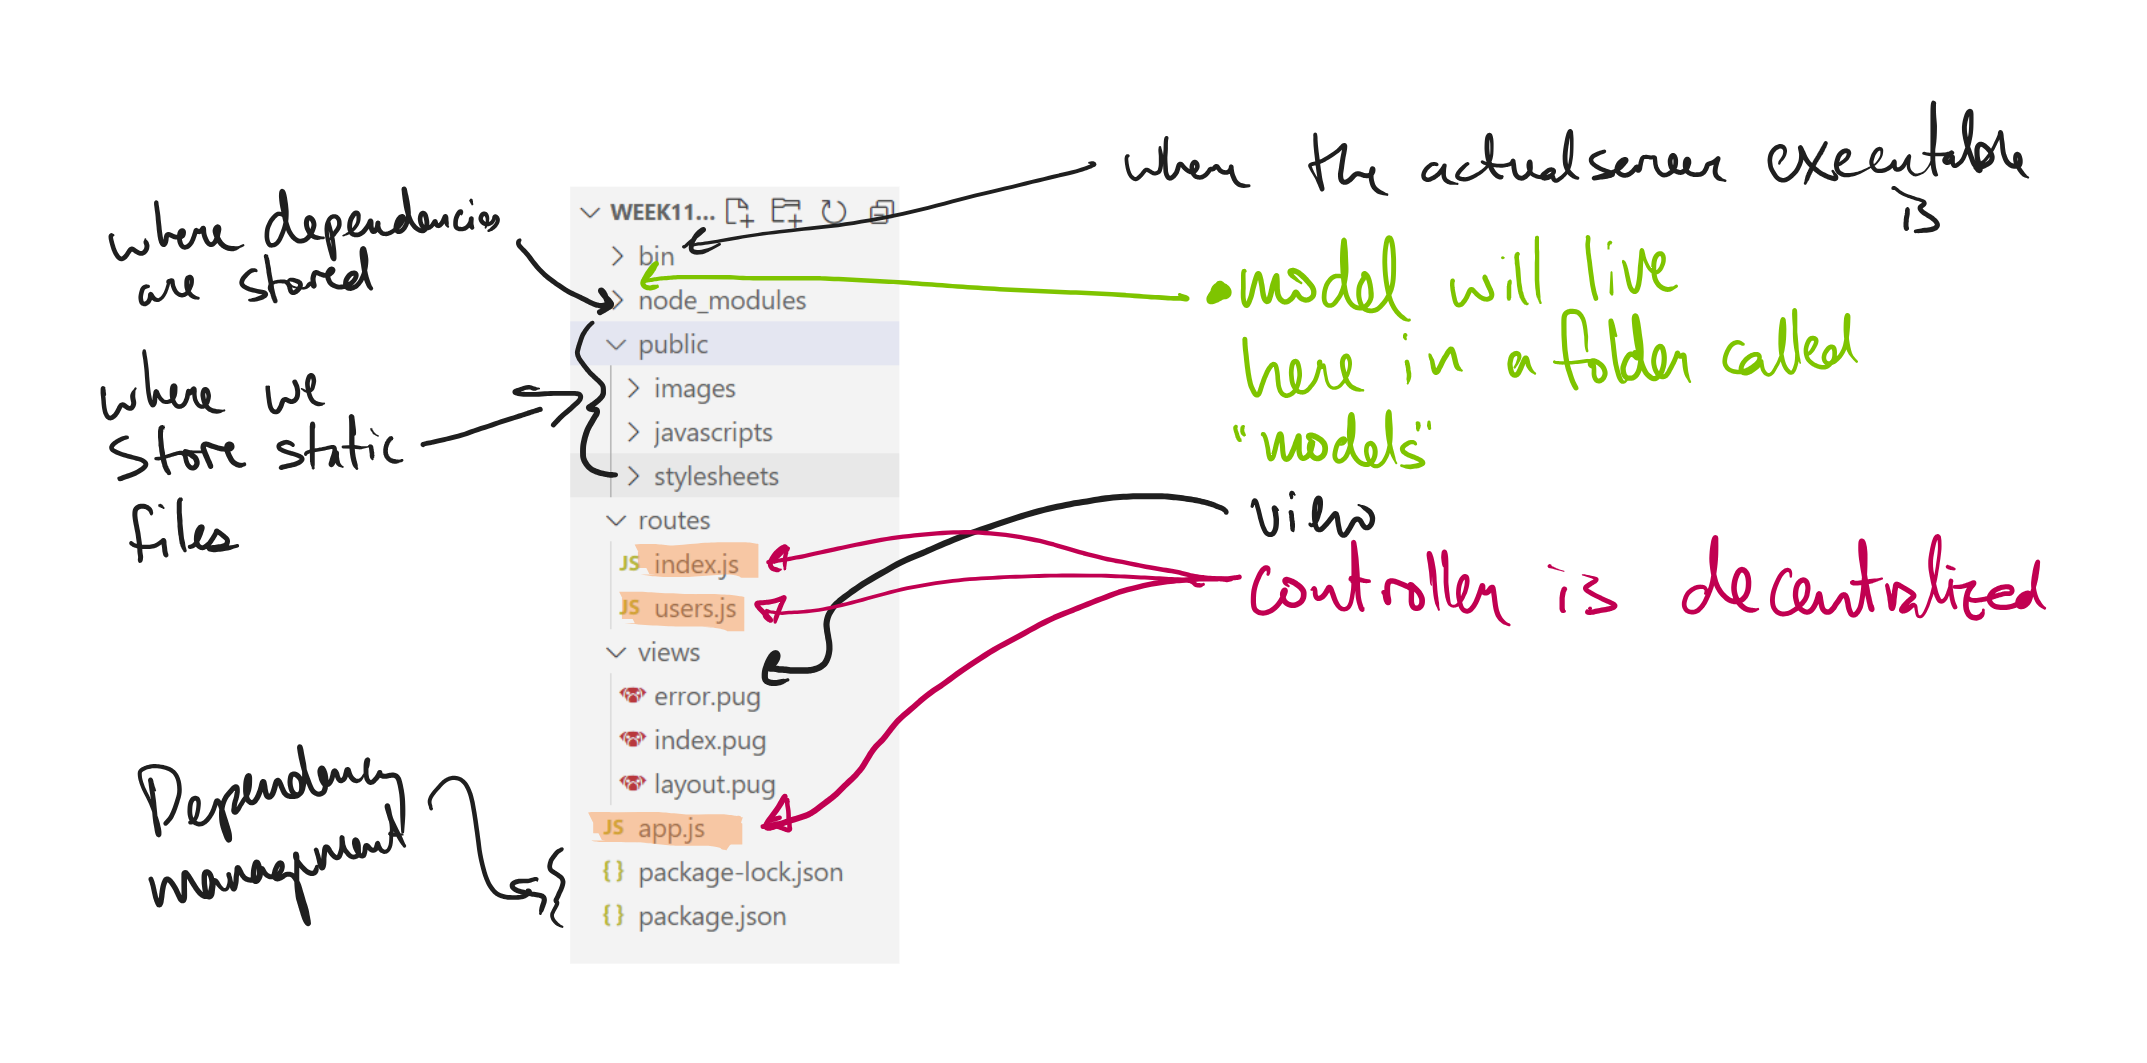 where the actual server executable
is
where dependencies
are stored
WEEK11...
bin
model will live
here in a folder called
"models"
node_modules
public
where we
store static
files
images
javascripts
stylesheets
view
routes
controller is decentralized
JS index.js
JS users.js
views
error.pug
index.pug
layout.pug
Dependency
management
JS app.js
{ } package-lock.json
{ } package.json